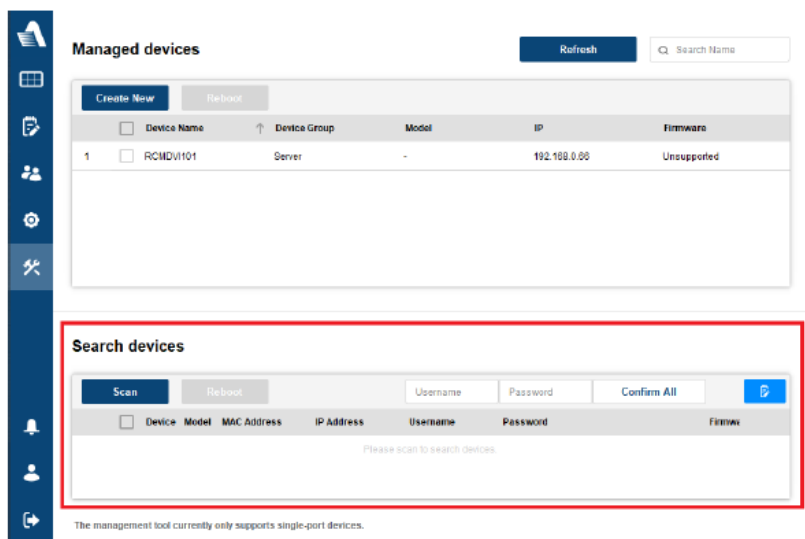 Managed devices
Refresh
Search Name
Create New
Reboot
Device Name ↑ Device Group Model IP Firmware
1 RCMDVI101 Server - 192.168.0.66 Unsupported
Search devices
Scan
Reboot
Username
Password
Confirm All
Device Model MAC Address IP Address Username Password Firmw
Please scan to search devices
The management tool currently only supports single-port devices.